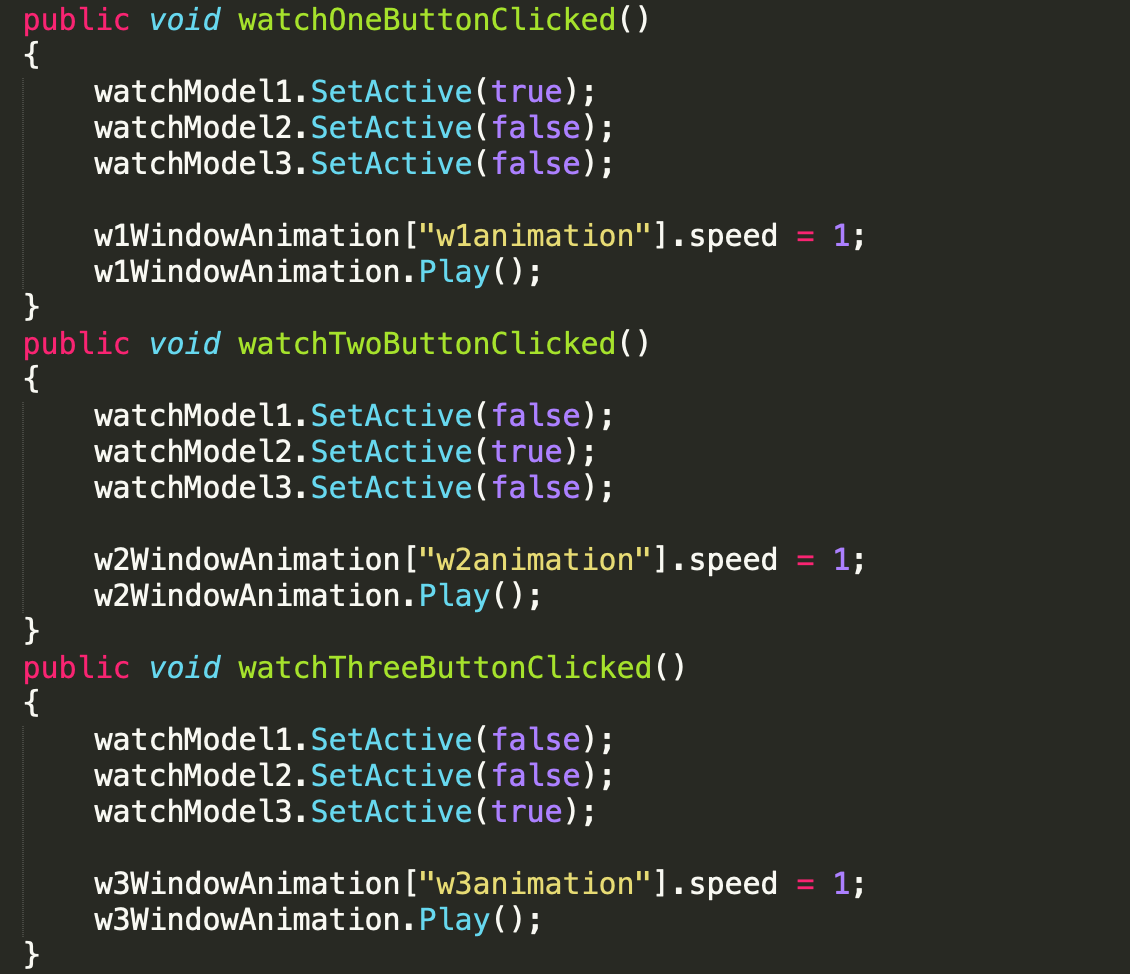 public void watchOneButtonClicked()
{
    watchModel1.SetActive(true);
    watchModel2.SetActive(false);
    watchModel3.SetActive(false);

    w1WindowAnimation["w1animation"].speed = 1;
    w1WindowAnimation.Play();
}
public void watchTwoButtonClicked()
{
    watchModel1.SetActive(false);
    watchModel2.SetActive(true);
    watchModel3.SetActive(false);

    w2WindowAnimation["w2animation"].speed = 1;
    w2WindowAnimation.Play();
}
public void watchThreeButtonClicked()
{
    watchModel1.SetActive(false);
    watchModel2.SetActive(false);
    watchModel3.SetActive(true);

    w3WindowAnimation["w3animation"].speed = 1;
    w3WindowAnimation.Play();
}